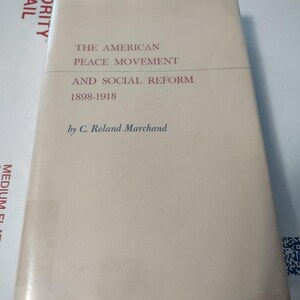 THE AMERICAN
PEACE MOVEMENT
AND SOCIAL REFORM
1898-1918
by C. Roland Marchand